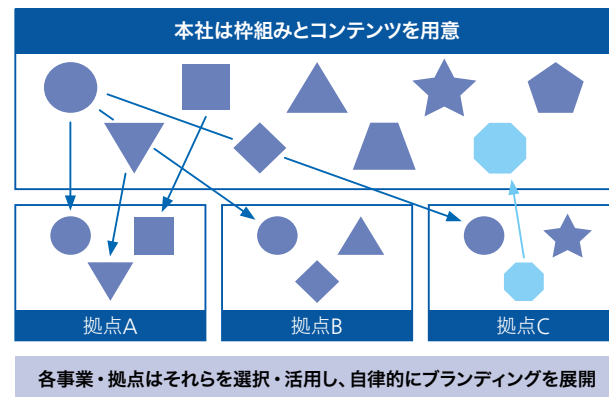 本社は枠組みとコンテンツを用意
拠点A
拠点B
拠点C
各事業・拠点はそれらを選択・活用し、自律的にブランディングを展開